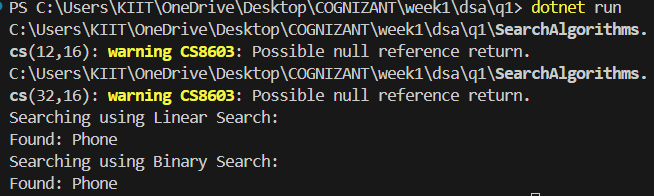 PS C:\Users\KIIT\OneDrive\Desktop\COGNIZANT\week1\dsa\q1> dotnet run
C:\Users\KIIT\OneDrive\Desktop\COGNIZANT\week1\dsa\q1\SearchAlgorithms.
cs(12,16): warning CS8603: Possible null reference return.
C:\Users\KIIT\OneDrive\Desktop\COGNIZANT\week1\dsa\q1\SearchAlgorithms.
cs(32,16): warning CS8603: Possible null reference return.
Searching using Linear Search:
Found: Phone
Searching using Binary Search:
Found: Phone